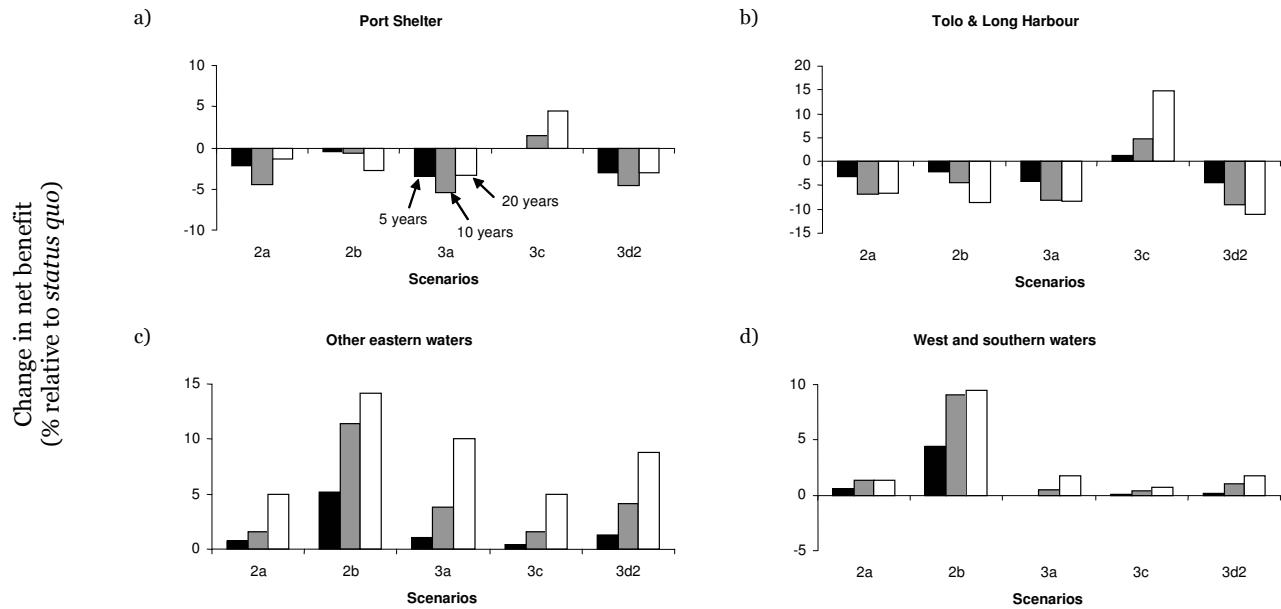 Change in net benefit
(% relative to status quo)
a)
Port Shelter
10
5
0
-5
-10
5 years
10 years
20 years
2a 2b 3a 3c 3d2
Scenarios
b)
Tolo & Long Harbour
20
15
10
5
0
-5
-10
-15
2a 2b 3a 3c 3d2
Scenarios
c)
Other eastern waters
15
10
5
0
2a 2b 3a 3c 3d2
Scenarios
d)
West and southern waters
10
5
0
-5
2a 2b 3a 3c 3d2
Scenarios